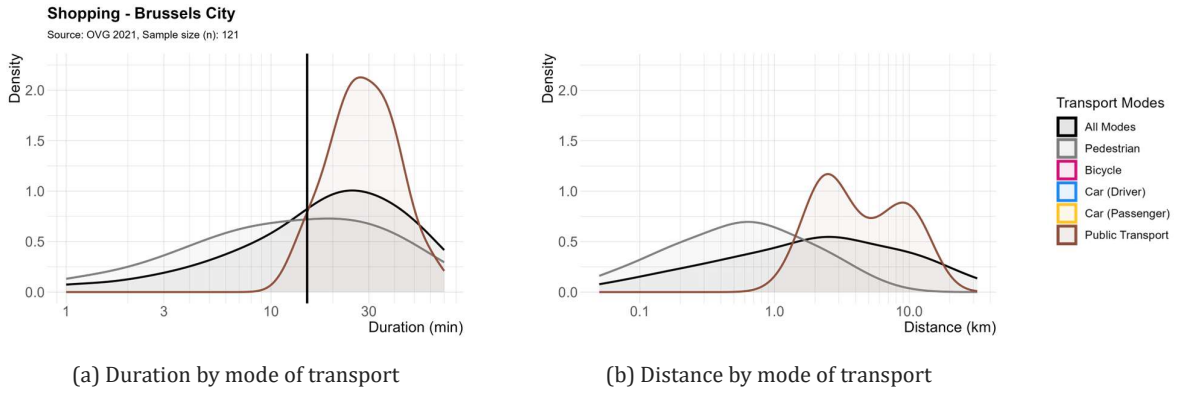 Shopping - Brussels City
Source: OVG 2021, Sample size (n): 121
Density
2.0
1.5
1.0
0.5
0.0
1
3
10
30
Duration (min)
(a) Duration by mode of transport
Density
2.0
1.5
1.0
0.5
0.0
0.1
1.0
10.0
Distance (km)
(b) Distance by mode of transport
Transport Modes
All Modes
Pedestrian
Bicycle
Car (Driver)
Car (Passenger)
Public Transport